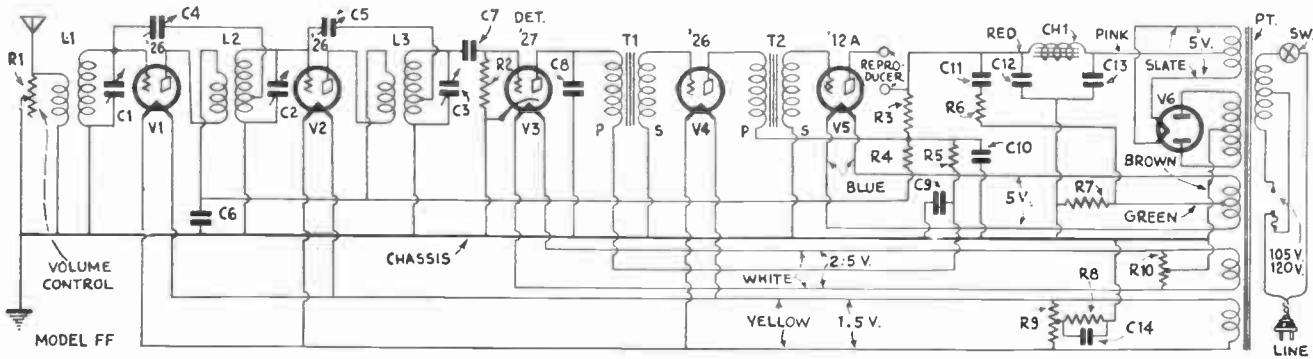 C4
C5
C7
DET.
CH1
PT.
SW.
L1
'26
L2
'26
L3
'27
T1
'26
T2
'12A
RED
PINK
5 V.
R1
R2
C8
REPRODUCER
C11
C12
C13
SLATE
C1
C2
C3
R3
R6
V6
V1
V2
V3
P
S
V4
P
S
V5
R4
R5
C10
BROWN
BLUE
C9
R7
C6
5 V.
GREEN
CHASSIS
VOLUME
CONTROL
2.5 V.
WHITE
R10
105 V.
120 V.
R8
YELLOW
1.5 V.
R9
C14
MODEL FF
LINE